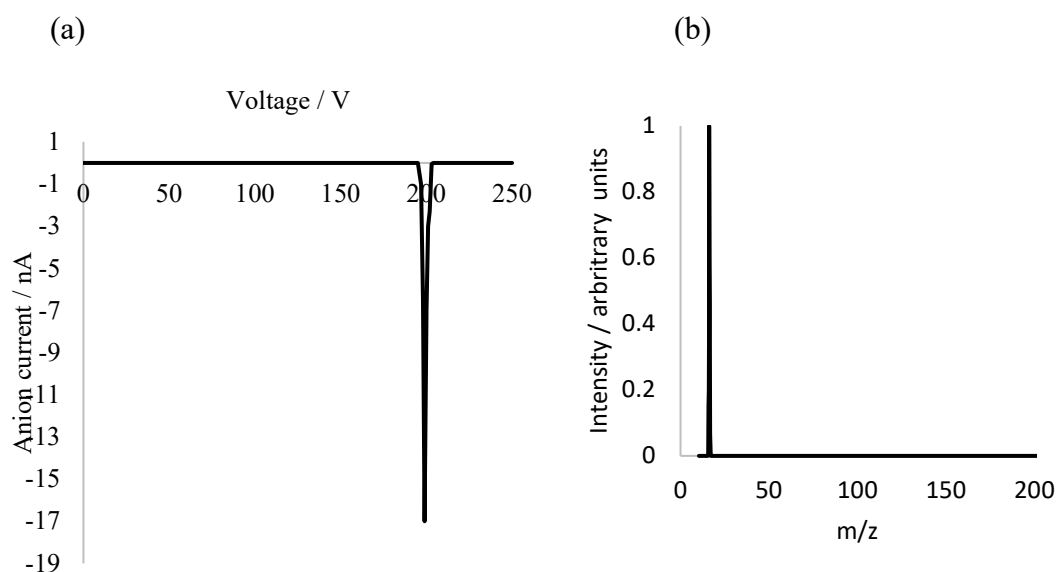 (a)
Voltage / V
1
-1
-3
-5
-7
-9
-11
-13
-15
-17
-19
0 50 100 150 200 250
Anion current / nA
(b)
1
0.8
0.6
0.4
0.2
0
0 50 100 150 200
Intensity / arbritrary units
m/z